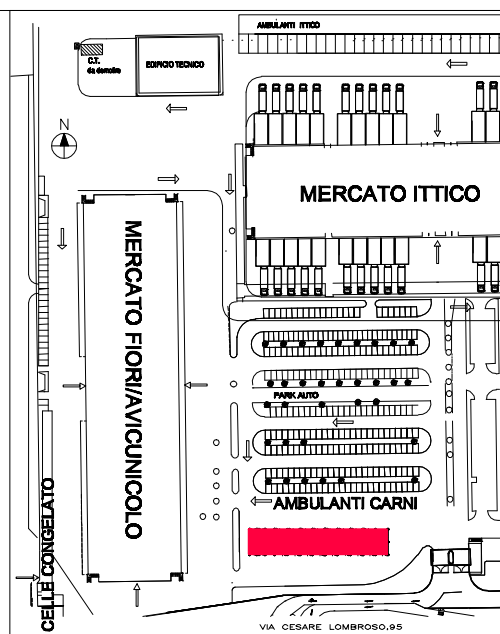 AMBULANTI ITTICO
C.T.
da demolire
EDIFICIO TECNICO
N
MERCATO ITTICO
MERCATO FIORI/AVICUNICOLO
PARK AUTO
AMBULANTI CARNI
CELLE CONGELATO
VIA CESARE LOMBROSO,95